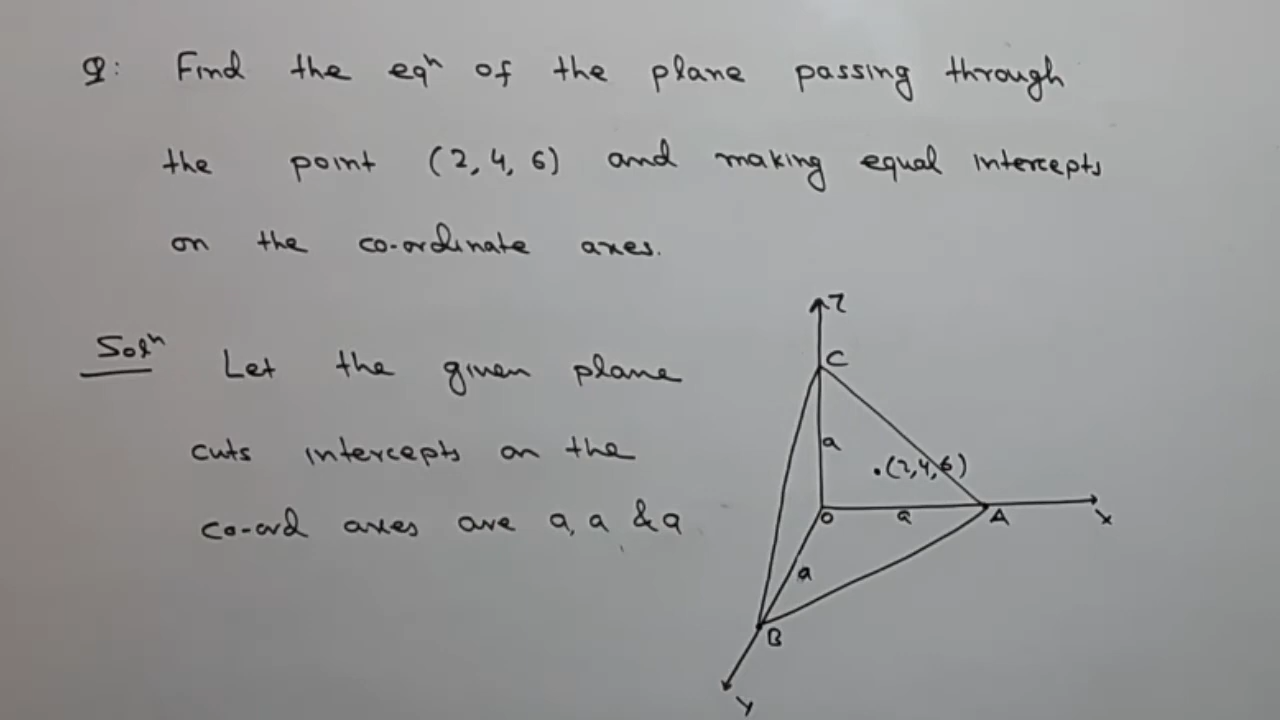 Q: Find the eqⁿ of the plane passing through
the point (2, 4, 6) and making equal intercepts
on the co-ordinate axes.
Solⁿ Let the given plane
cuts intercepts on the
co-ord axes are a, a & a
Z
C
a
.(2,4,6)
O a A X
a
B
Y